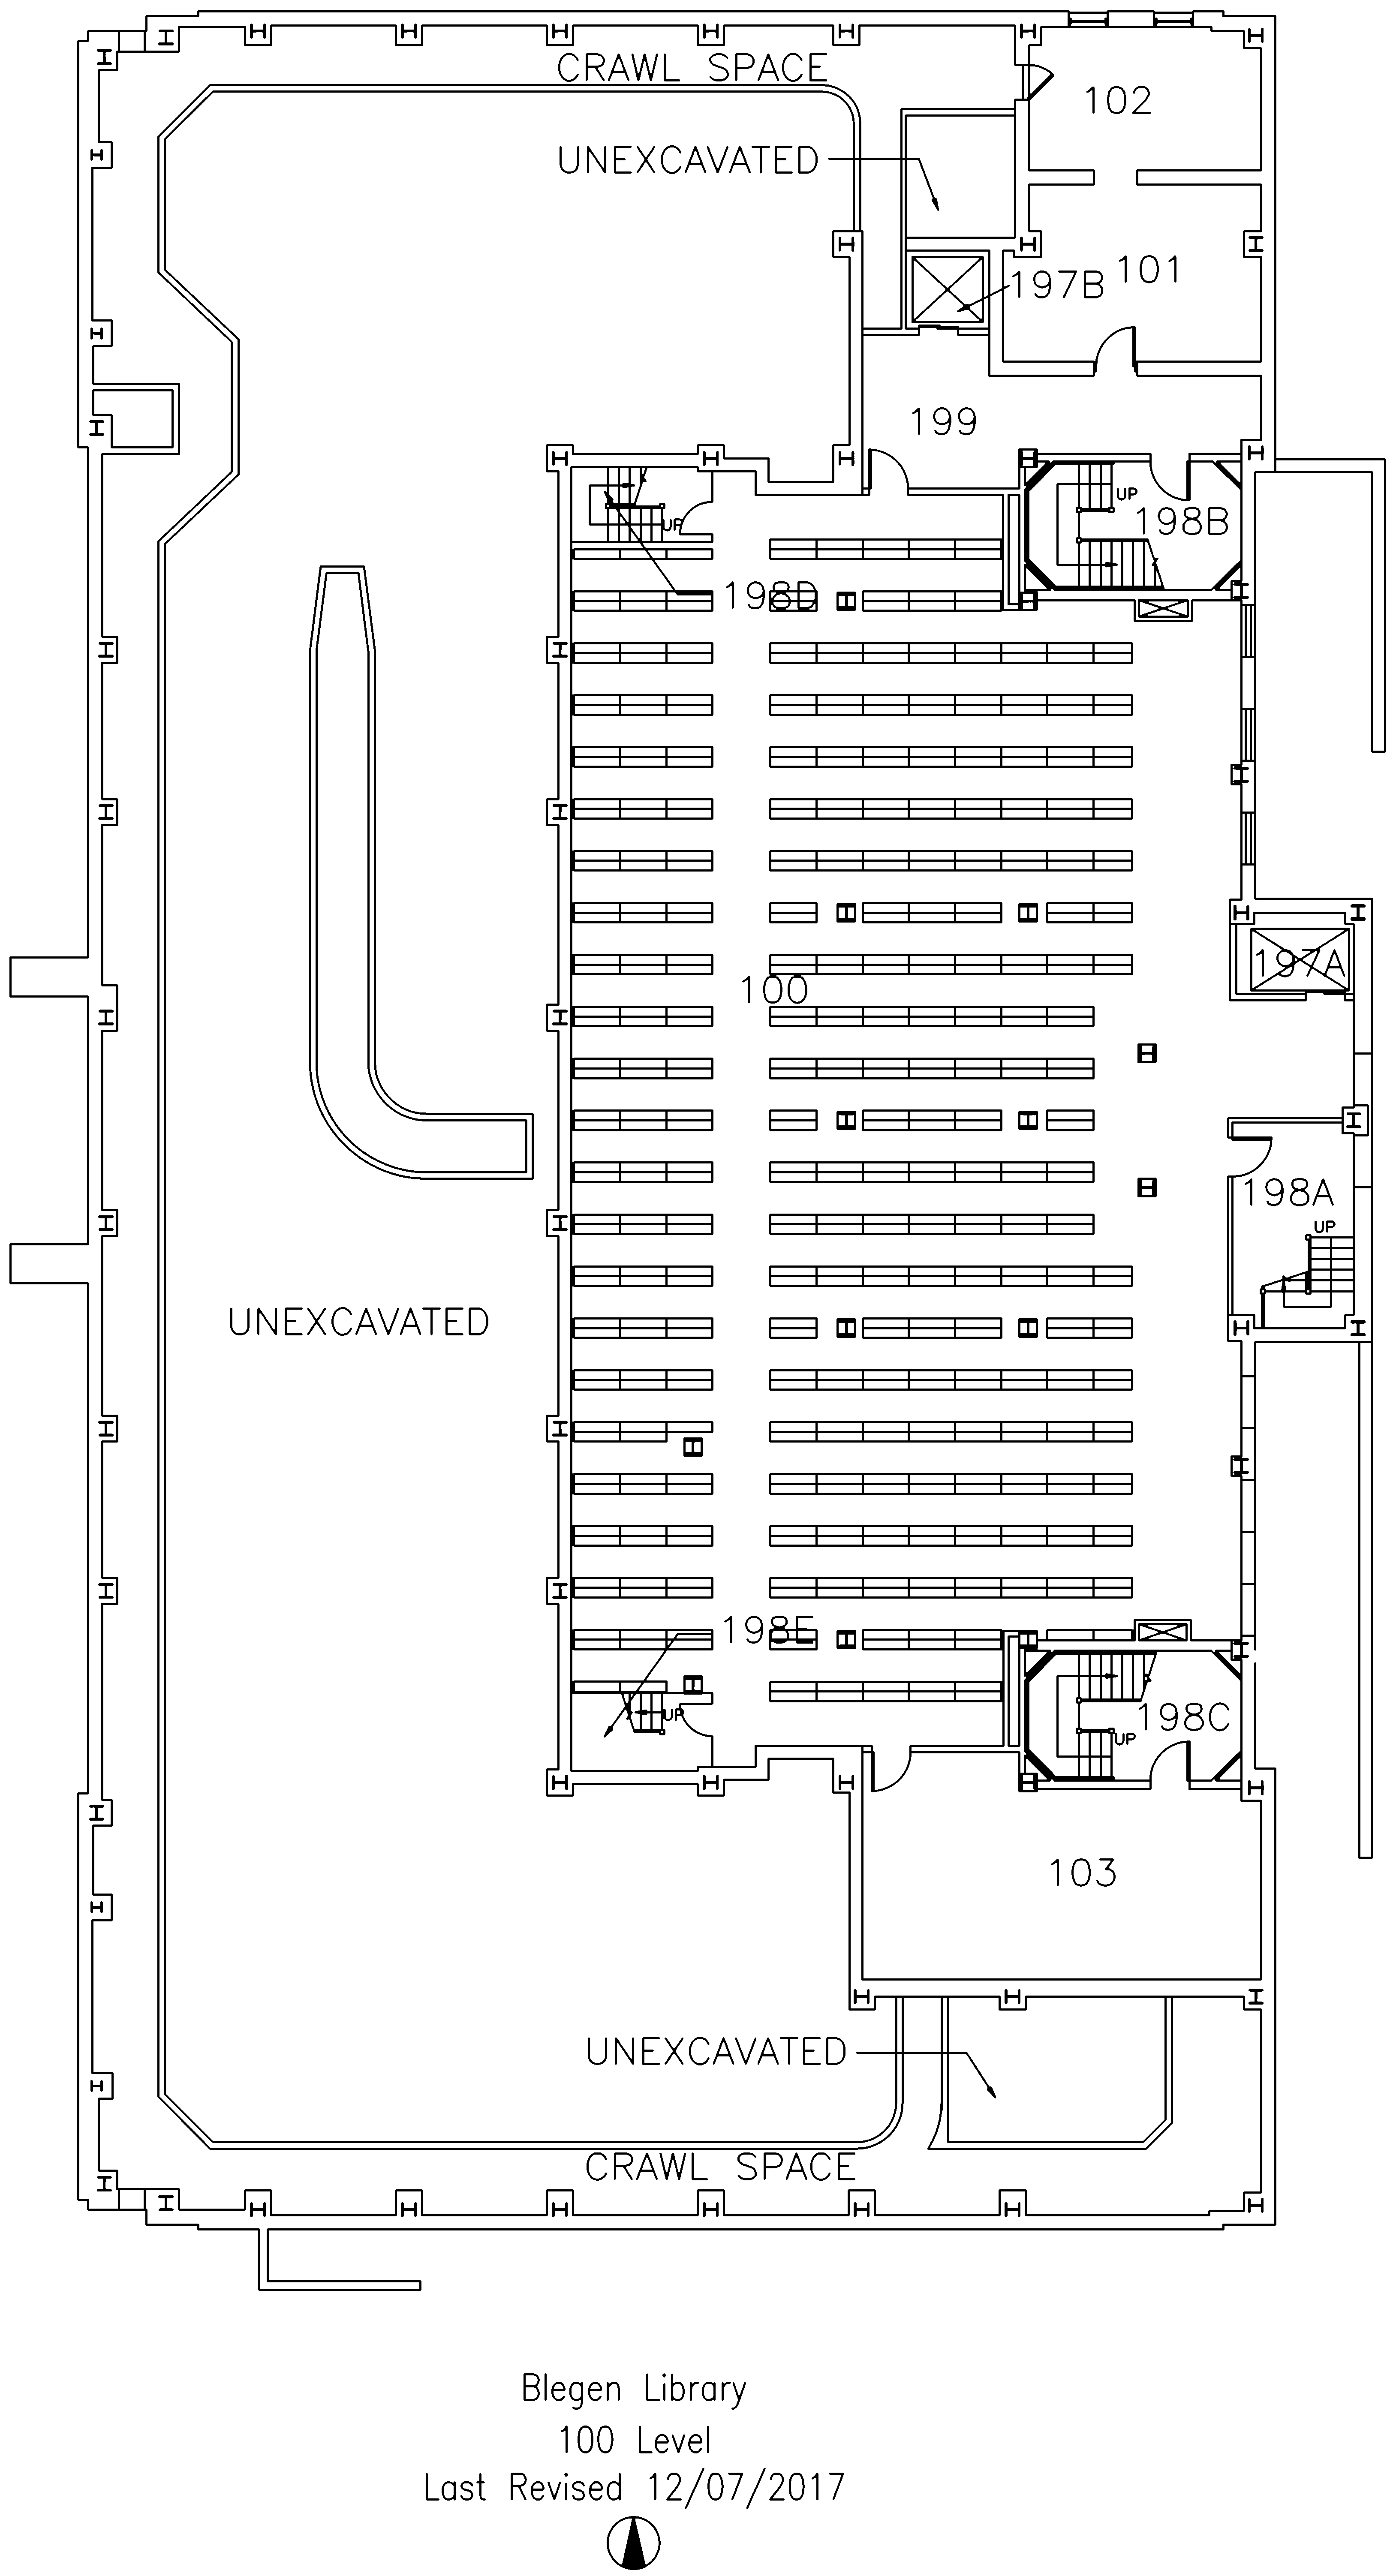 CRAWL SPACE
102
UNEXCAVATED
101
197B
199
UP
198B
UP
198D
197A
100
198A
UP
UNEXCAVATED
198E
UP
198C
UP
103
UNEXCAVATED
CRAWL SPACE
Blegen Library
100 Level
Last Revised 12/07/2017